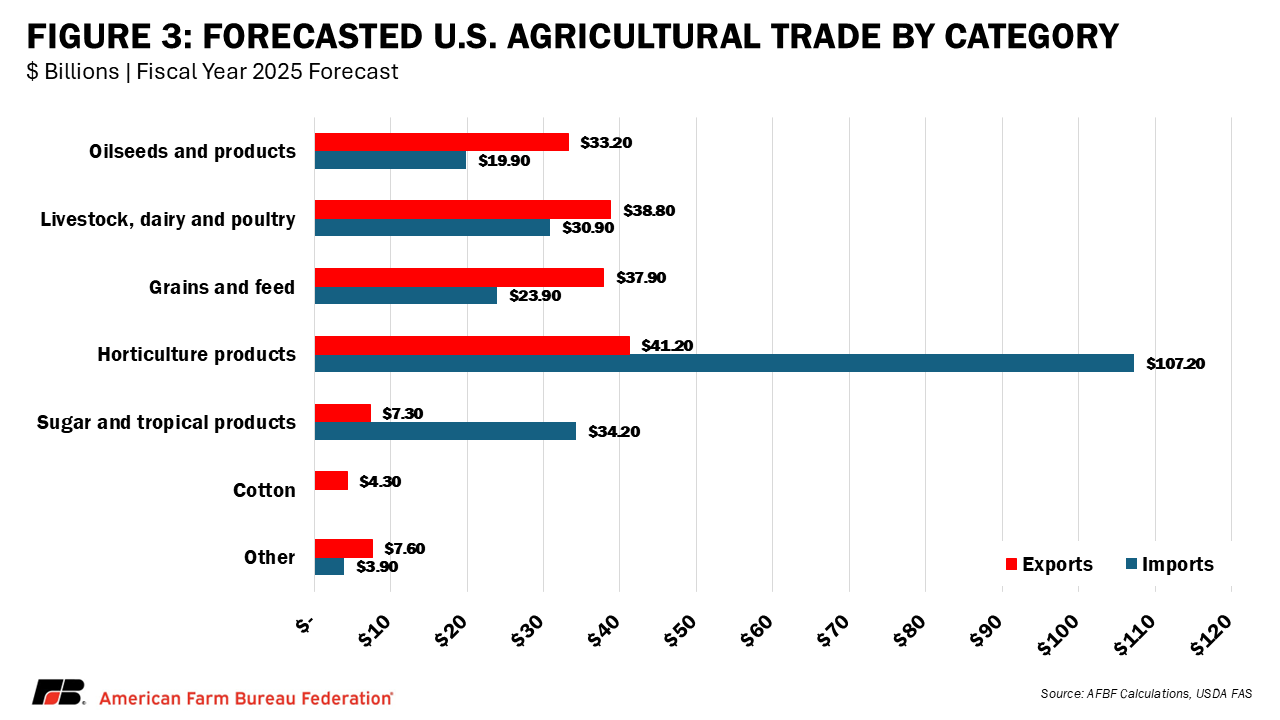 FIGURE 3: FORECASTED U.S. AGRICULTURAL TRADE BY CATEGORY
$ Billions | Fiscal Year 2025 Forecast
Oilseeds and products
$33.20
$19.90
Livestock, dairy and poultry
$38.80
$30.90
Grains and feed
$37.90
$23.90
Horticulture products
$41.20
$107.20
Sugar and tropical products
$7.30
$34.20
Cotton
$4.30
Other
$7.60
$3.90
Exports Imports
$- $10 $20 $30 $40 $50 $60 $70 $80 $90 $100 $110 $120
FB®
American Farm Bureau Federation®
Source: AFBF Calculations, USDA FAS